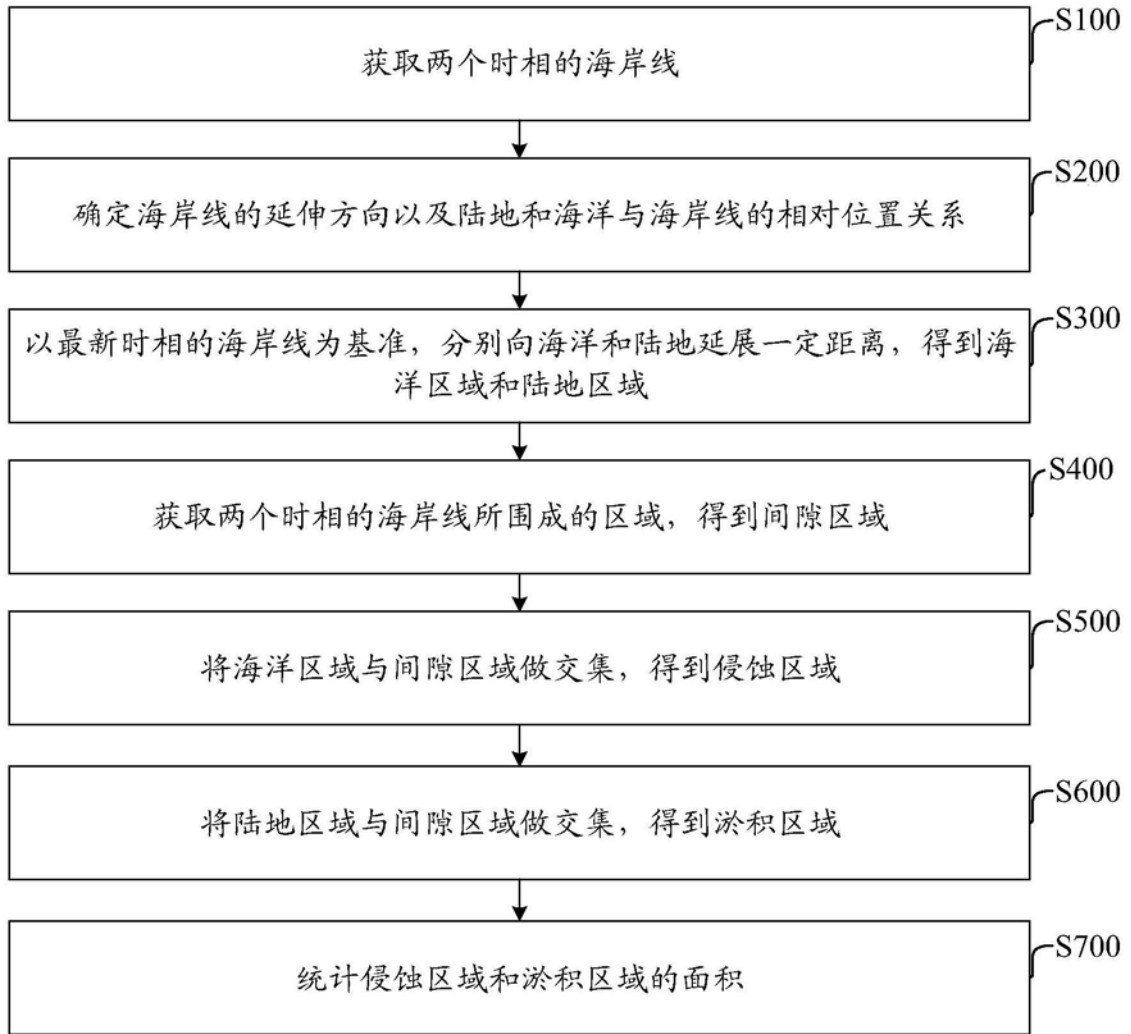 S100
获取两个时相的海岸线
S200
确定海岸线的延伸方向以及陆地和海洋与海岸线的相对位置关系
S300
以最新时相的海岸线为基准，分别向海洋和陆地延展一定距离，得到海
洋区域和陆地区域
S400
获取两个时相的海岸线所围成的区域，得到间隙区域
S500
将海洋区域与间隙区域做交集，得到侵蚀区域
S600
将陆地区域与间隙区域做交集，得到淤积区域
S700
统计侵蚀区域和淤积区域的面积